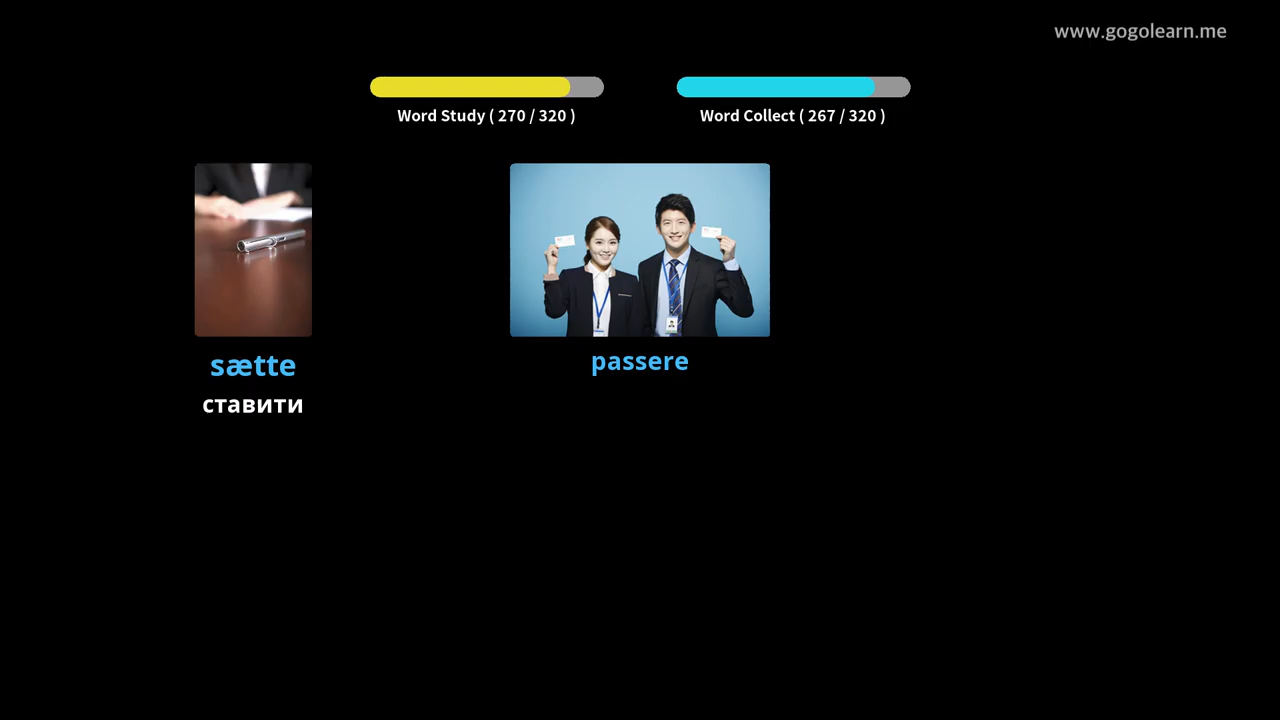 www.gogolearn.me
Word Study ( 270 / 320 )
Word Collect ( 267 / 320 )
sætte
ставити
passere